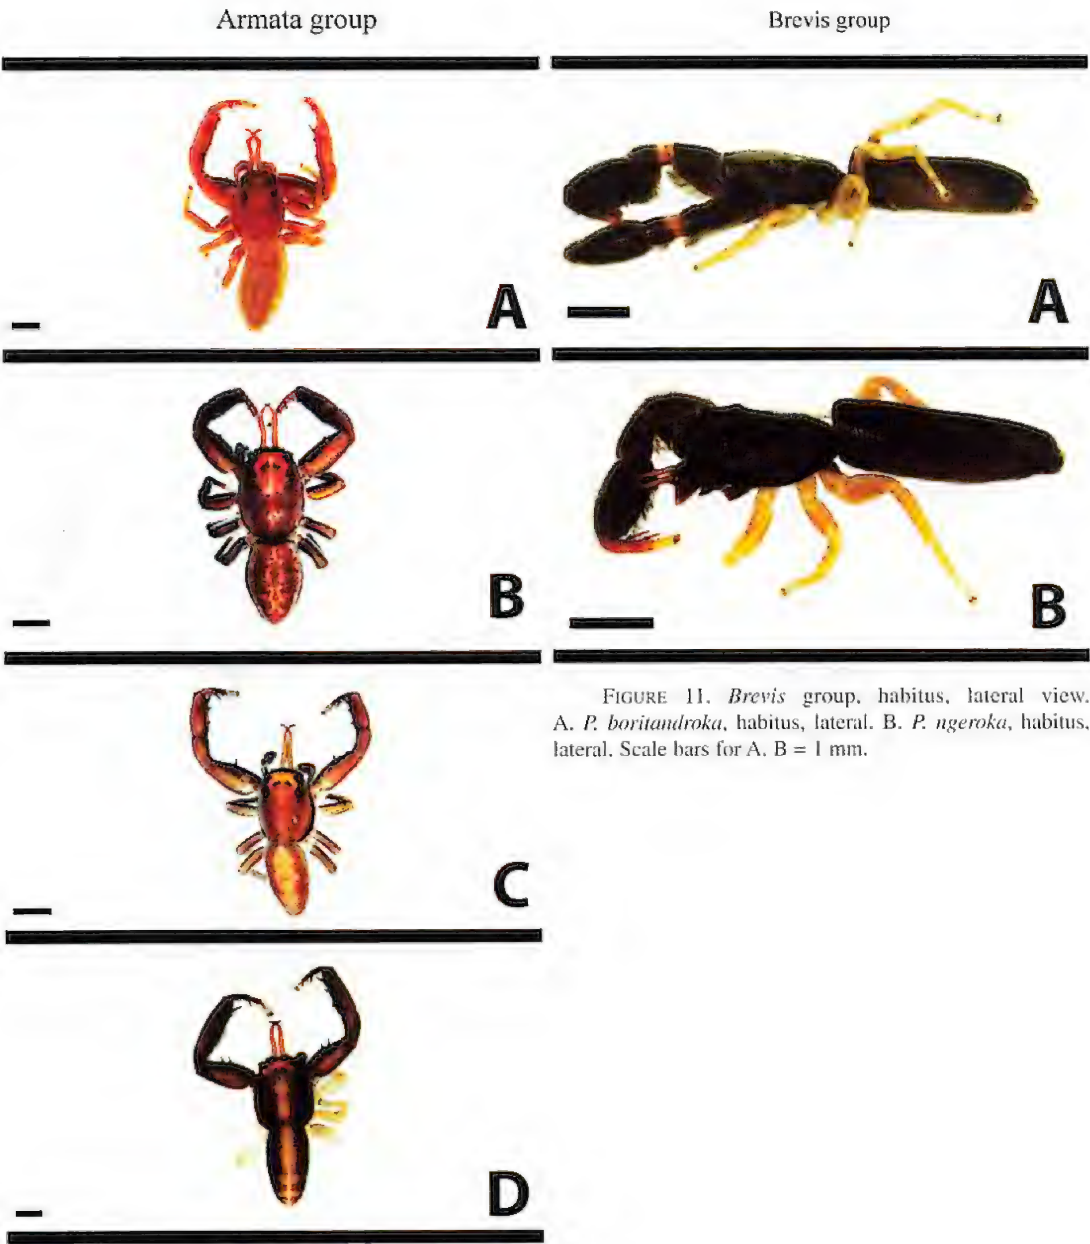 Armata group
A
B
C
D
Brevis group
A
B
FIGURE 11. Brevis group, habitus, lateral view.
A. P. boritandroka, habitus, lateral. B. P. ngeroka, habitus,
lateral. Scale bars for A. B = 1 mm.